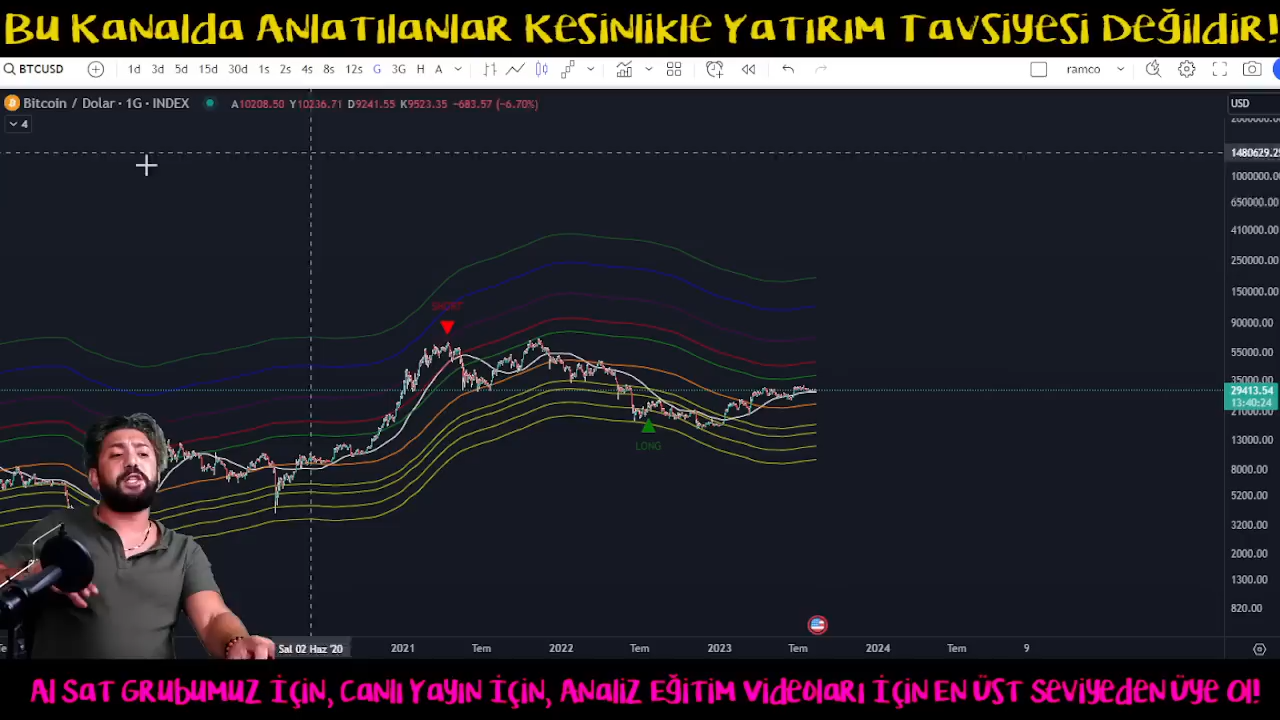 Bu Kanalda Anlatılanlar Kesinlikle Yatırım Tavsiyesi Değildir!
BTCUSD 1d 3d 5d 15d 30d 1s 2s 4s 8s 12s G 3G H A ramco
Bitcoin / Dolar · 1G · INDEX A10208.50 Y10236.71 D9241.55 K9523.35 −683.57 (−6.70%) USD
4
1480629.25
1000000.0
650000.00
410000.00
250000.00
SHORT
150000.00
90000.00
55000.00
35000.00
29413.54
13:40:24
21000.00
LONG
13000.00
8000.00
5200.00
3200.00
2000.00
1300.00
820.00
Sal 02 Haz '20 2021 Tem 2022 Tem 2023 Tem 2024 Tem 9
Al Sat Grubumuz İçin, Canlı Yayın İçin, Analiz Eğitim Videoları İçin En Üst Seviyeden Üye Ol!